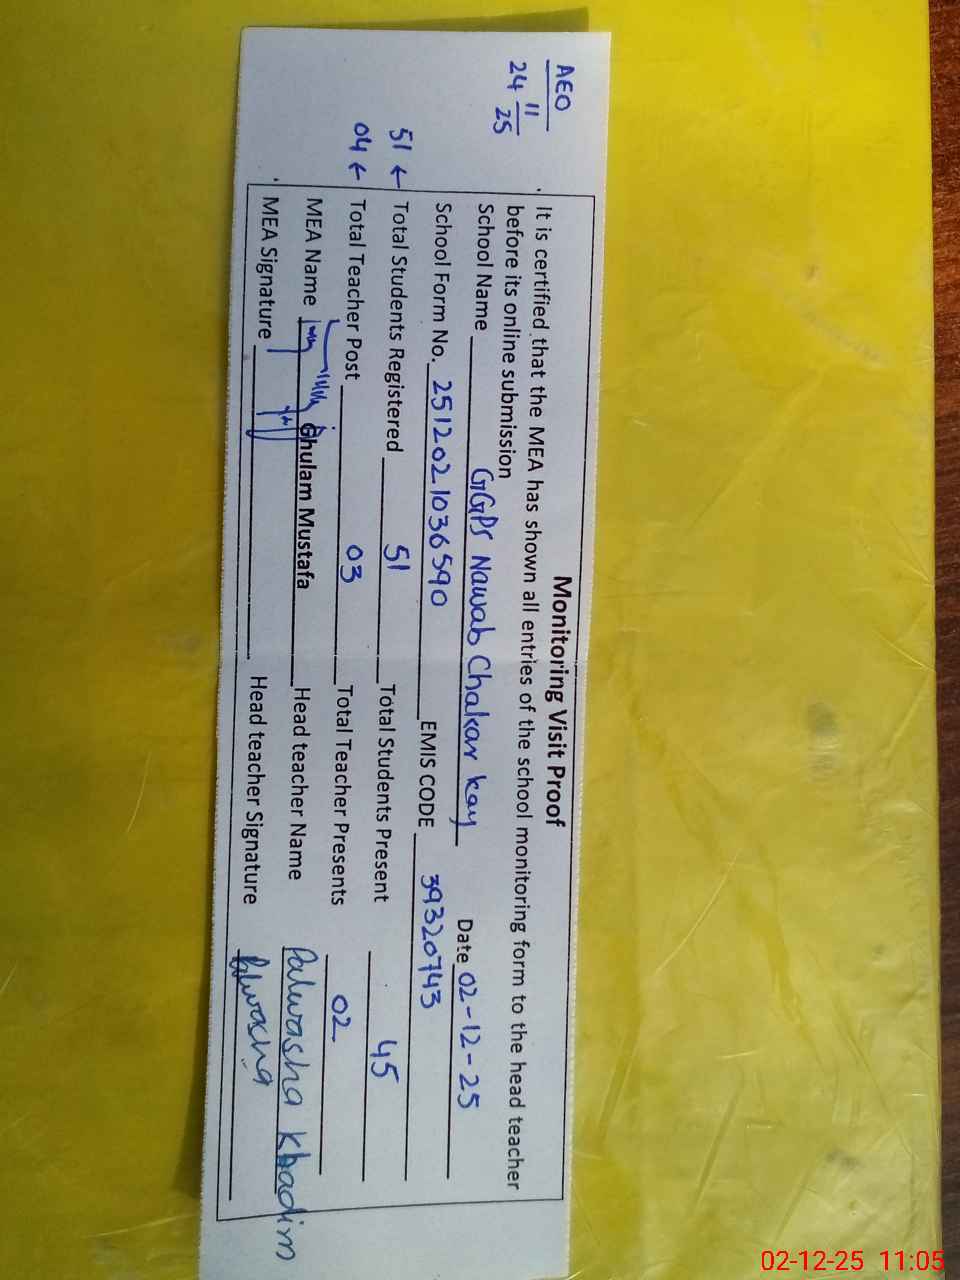 AEO
24 11
25
Monitoring Visit Proof
It is certified that the MEA has shown all entries of the school monitoring form to the head teacher
before its online submission
School Name GGPS Nawab Chakar kay Date 02-12-25
School Form No. 2512021036590 EMIS CODE 39320743
51 ← Total Students Registered 51 Total Students Present 45
04 ← Total Teacher Post 03 Total Teacher Presents 02
MEA Name Ghulam Mustafa Head teacher Name Palwasha Khadim
MEA Signature Head teacher Signature Palwasha
02-12-25 11:05